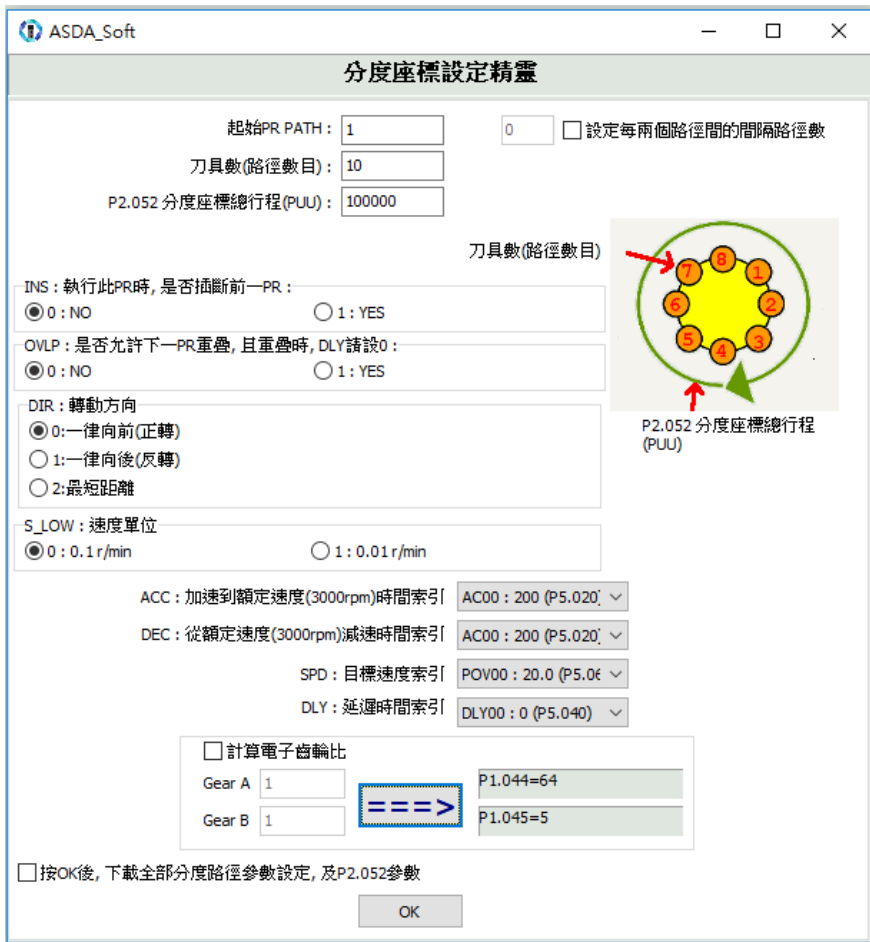 ASDA_Soft
分度座標設定精靈
起始PR PATH : 1 0 設定每兩個路徑間的間隔路徑數
刀具數(路徑數目) : 10
P2.052 分度座標總行程(PUU) : 100000
刀具數(路徑數目)
8
7 1
6 2
5 3
4
P2.052 分度座標總行程
(PUU)
INS : 執行此PR時, 是否插斷前一PR :
0 : NO 1 : YES
OVLP : 是否允許下一PR重疊, 且重疊時, DLY請設0 :
0 : NO 1 : YES
DIR : 轉動方向
0:一律向前(正轉)
1:一律向後(反轉)
2:最短距離
S_LOW : 速度單位
0 : 0.1 r/min 1 : 0.01 r/min
ACC : 加速到額定速度(3000rpm)時間索引 AC00 : 200 (P5.020)
DEC : 從額定速度(3000rpm)減速時間索引 AC00 : 200 (P5.020)
SPD : 目標速度索引 POV00 : 20.0 (P5.06
DLY : 延遲時間索引 DLY00 : 0 (P5.040)
計算電子齒輪比
Gear A 1 ===> P1.044=64
Gear B 1 P1.045=5
按OK後, 下載全部分度路徑參數設定, 及P2.052參數
OK